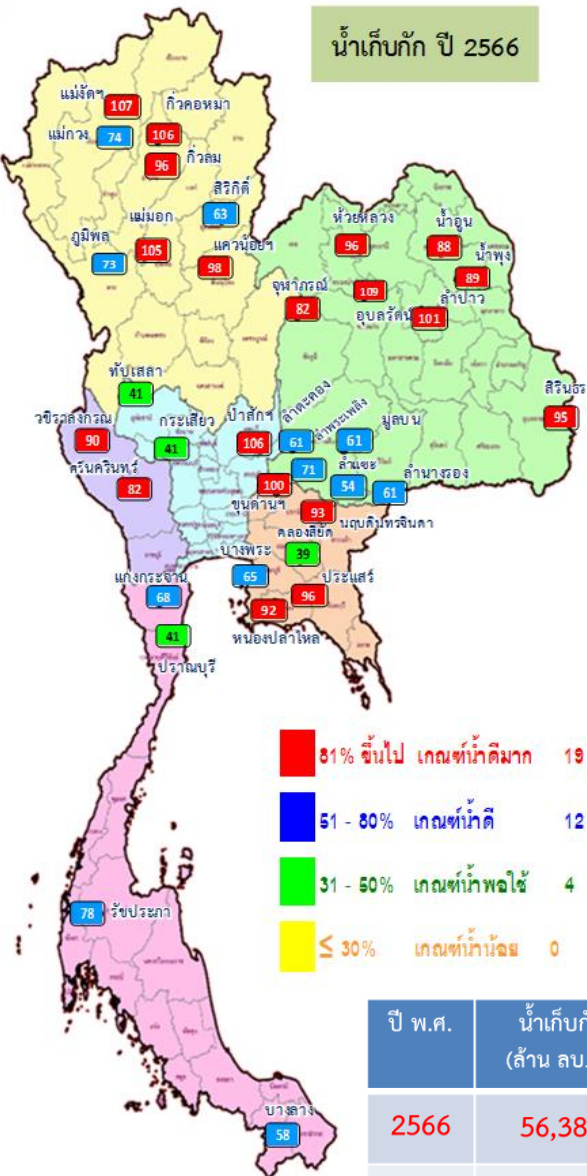 น้ำเก็บกัก ปี 2566
แม่งัดฯ
107
กิ่วคอหมา
106
แม่กวง
74
กิ่วลม
96
สิริกิติ์
63
แม่มอก
105
ภูมิพล
73
แควน้อยฯ
98
ห้วยหลวง
96
น้ำอูน
88
น้ำพุง
89
จุฬาภรณ์
82
109
อุบลรัตน์
ลำปาว
101
สิรินธร
95
ทับเสลา
41
วชิราลงกรณ
90
กระเสียว
41
ป่าสักฯ
106
ลำตะคอง
61
ลำพระเพลิง
71
มูลบน
61
ลำแซะ
54
ลำนางรอง
61
ศรีนครินทร์
82
ขุนด่านฯ
100
93
นฤบดินทรจินดา
คลองสียัด
39
บางพระ
65
ประแสร์
96
92
หนองปลาไหล
แก่งกระจาน
68
41
ปราณบุรี
81% ขึ้นไป เกณฑ์น้ำดีมาก 19
51 - 80% เกณฑ์น้ำดี 12
31 - 50% เกณฑ์น้ำพอใช้ 4
≤ 30% เกณฑ์น้ำน้อย 0
78 รัชประภา
บางลาง
58
ปี พ.ศ.
น้ำเก็บกั
(ล้าน ลบ.
2566 56,38